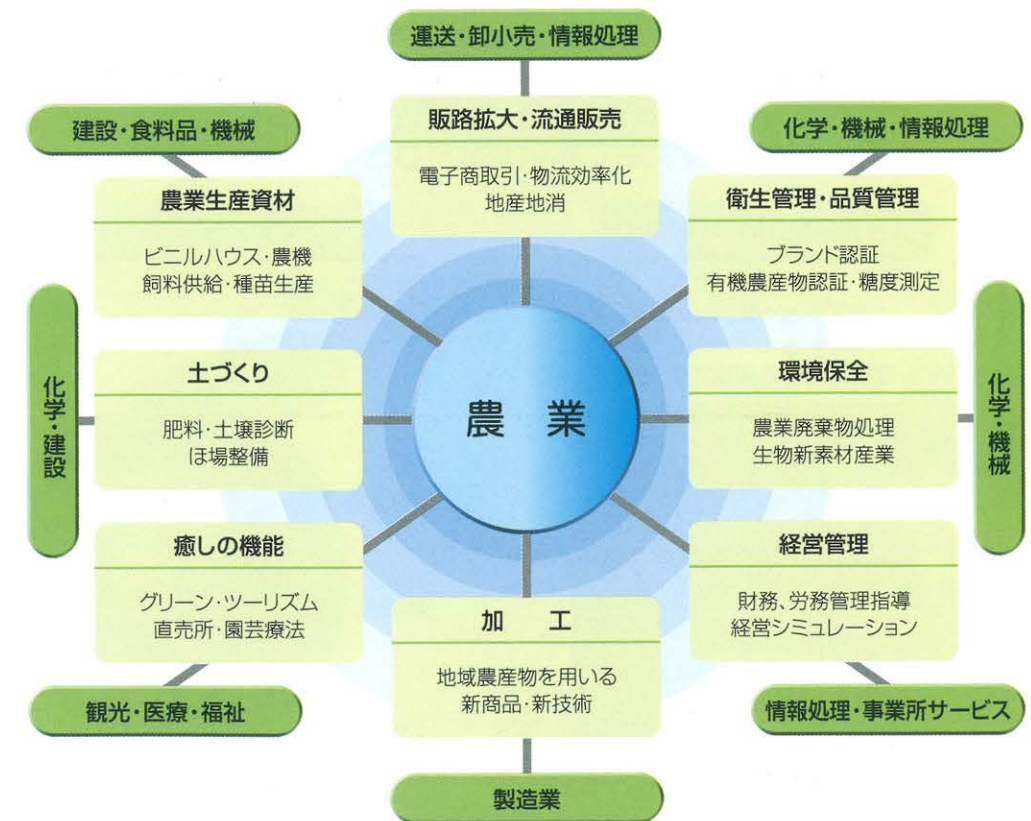 運送・卸小売・情報処理
販路拡大・流通販売
電子商取引・物流効率化
地産地消
建設・食料品・機械
農業生産資材
ビニルハウス・農機
飼料供給・種苗生産
化学・機械・情報処理
衛生管理・品質管理
ブランド認証
有機農産物認証・糖度測定
化学・建設
土づくり
肥料・土壌診断
ほ場整備
農業
環境保全
農業廃棄物処理
生物新素材産業
化学・機械
癒しの機能
グリーン・ツーリズム
直売所・園芸療法
観光・医療・福祉
加工
地域農産物を用いる
新商品・新技術
製造業
経営管理
財務、労務管理指導
経営シミュレーション
情報処理・事業所サービス